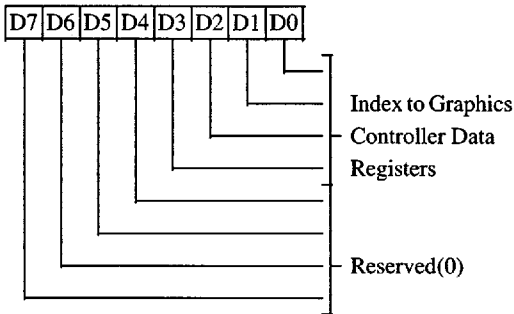 D7 D6 D5 D4 D3 D2 D1 D0
Index to Graphics
Controller Data
Registers
Reserved(0)